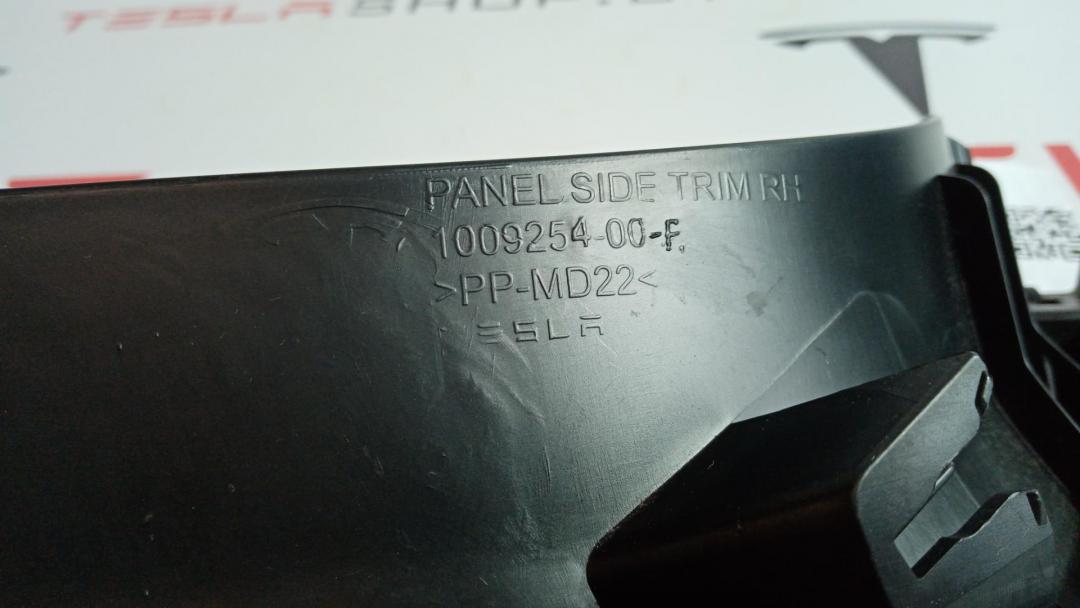 PANEL SIDE TRIM RH
1009254-00-F
>PP-MD22<
TESLA